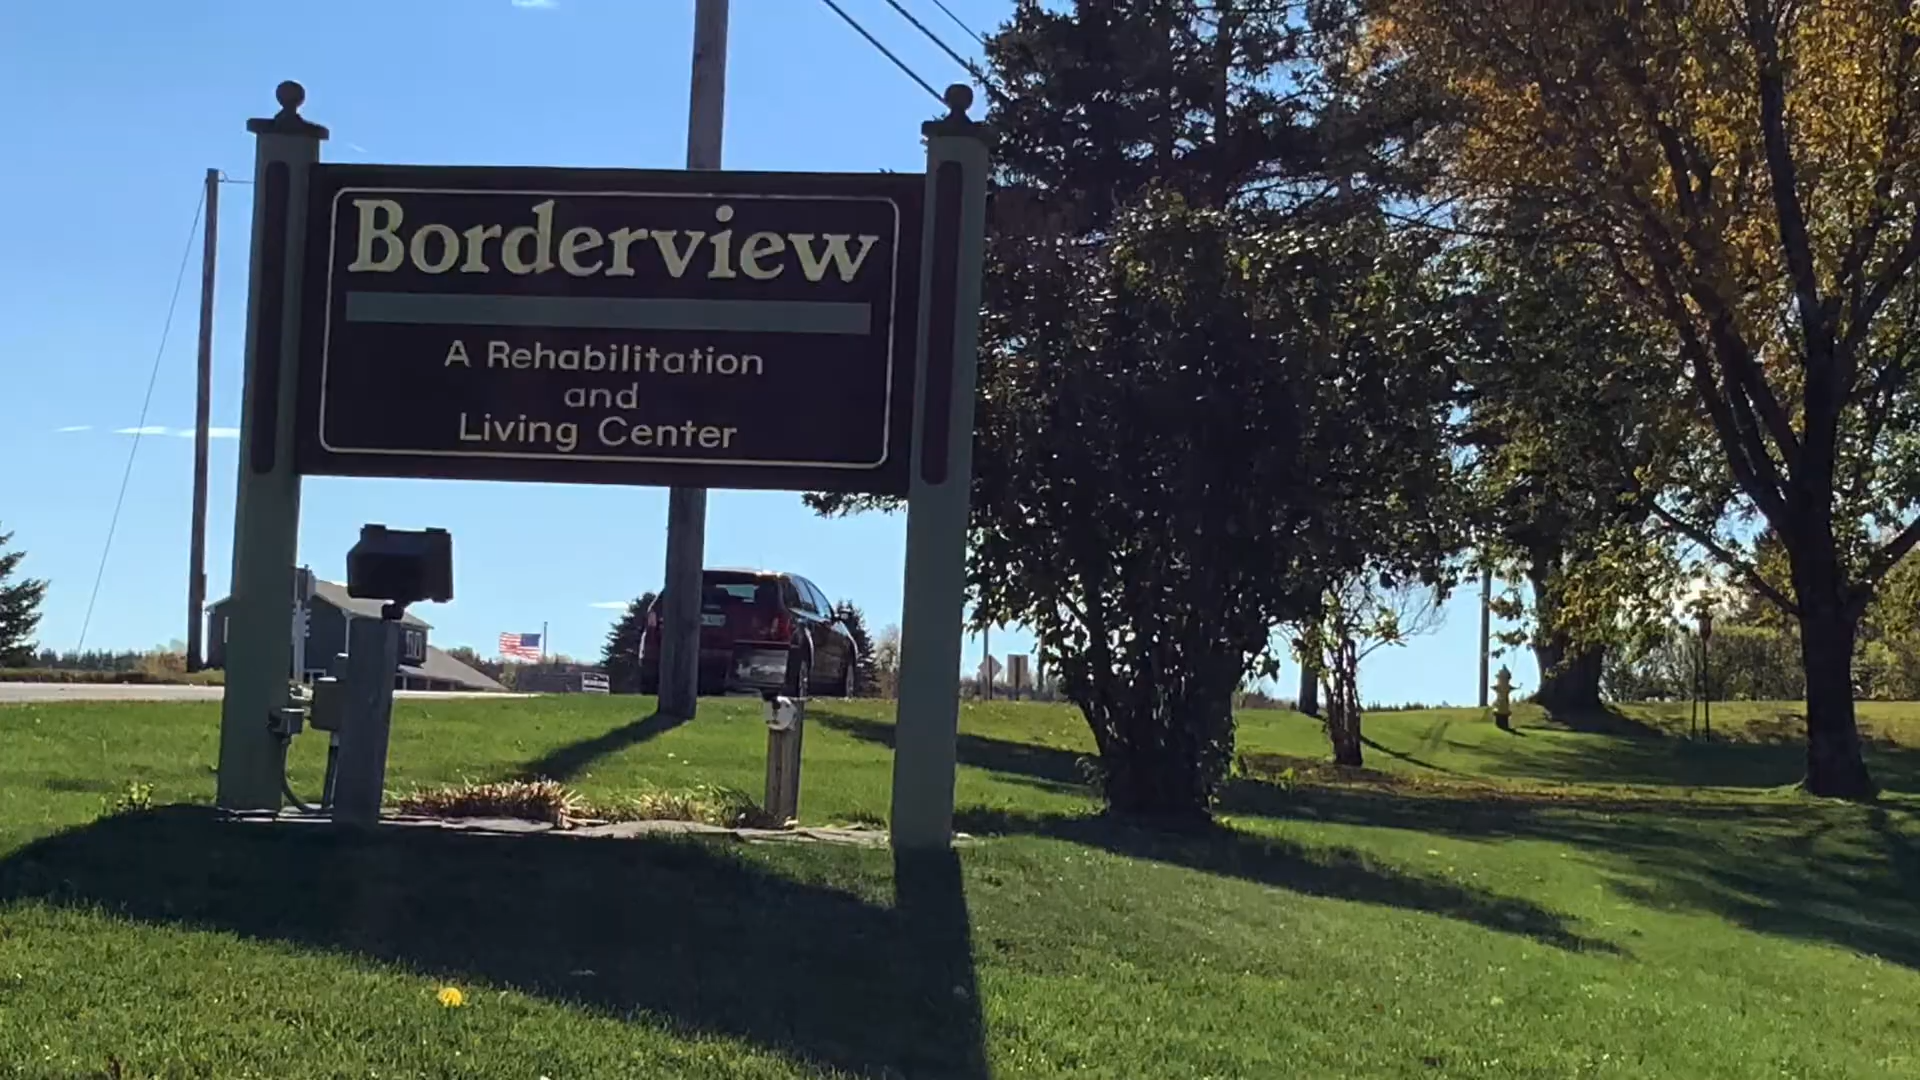 Borderview
A Rehabilitation
and
Living Center